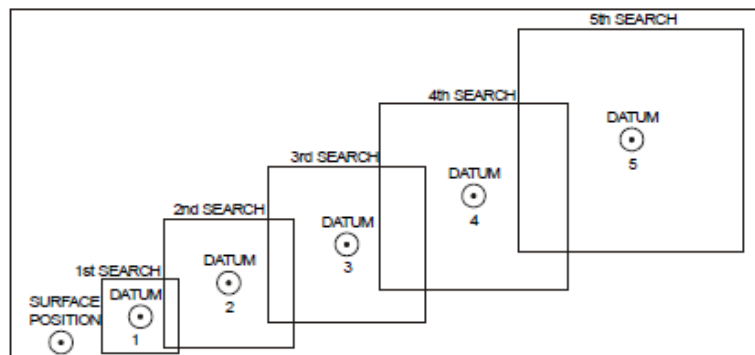 5th SEARCH
4th SEARCH
DATUM
5
3rd SEARCH
DATUM
4
2nd SEARCH
DATUM
3
1st SEARCH
DATUM
2
SURFACE
POSITION
DATUM
1